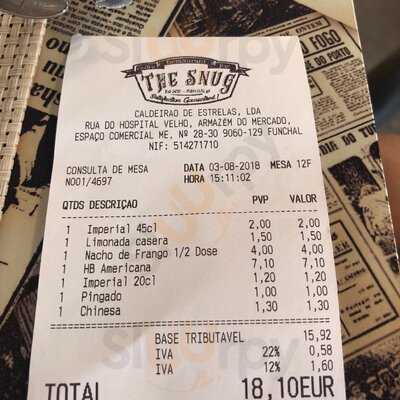 THE SNUG
CALDEIRAO DE ESTRELAS, LDA
RUA DO HOSPITAL VELHO, ARMAZÉM DO MERCADO,
ESPAÇO COMERCIAL ME, Nº 28-30 9060-129 FUNCHAL
NIF: 514271710
CONSULTA DE MESA DATA 03-08-2018 MESA 12F
N001/4697 HORA 15:11:02
QTDS DESCRIÇAO PVP VALOR
1 Imperial 45cl 2,00 2,00
1 Limonada casera 1,50 1,50
1 Nacho de Frango 1/2 Dose 4,00 4,00
1 HB Americana 7,10 7,10
1 Imperial 20cl 1,20 1,20
1 Pingado 1,00 1,00
1 Chinesa 1,30 1,30
BASE TRIBUTAVEL 15,92
IVA 22% 0,58
IVA 12% 1,60
TOTAL 18,10EUR
FOGO
DO PORTO